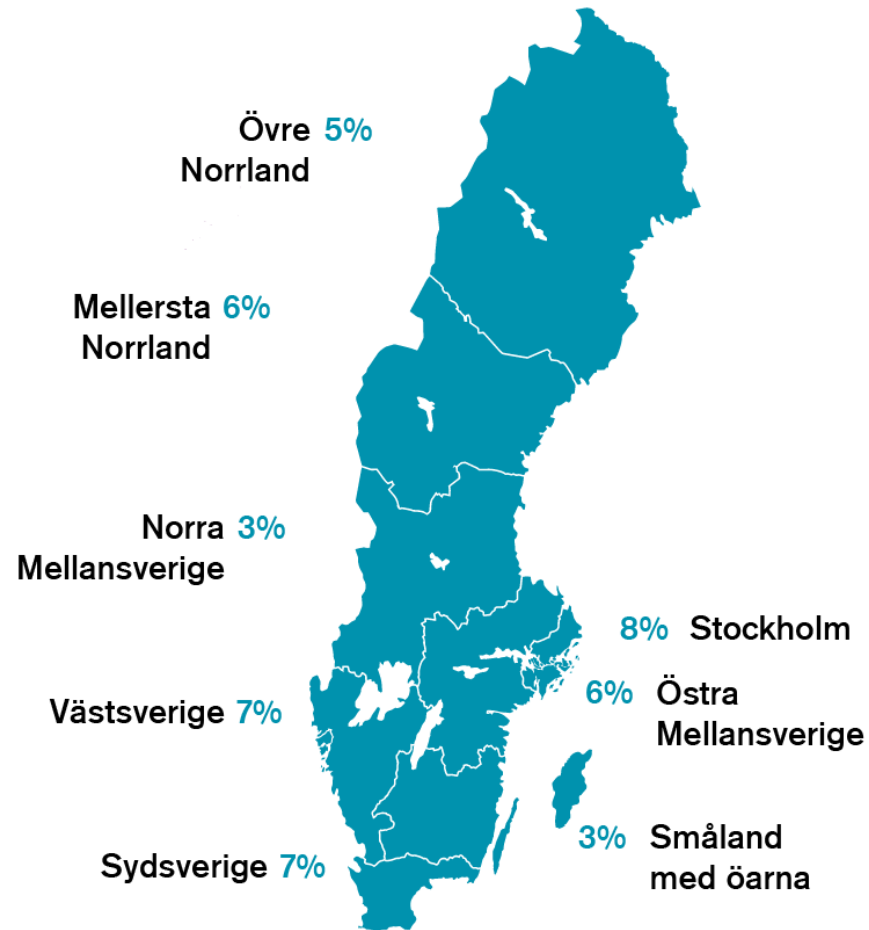 Övre 5%
Norrland
Mellersta 6%
Norrland
Norra 3%
Mellansverige
8% Stockholm
6% Östra
Mellansverige
Västsverige 7%
3% Småland
med öarna
Sydsverige 7%